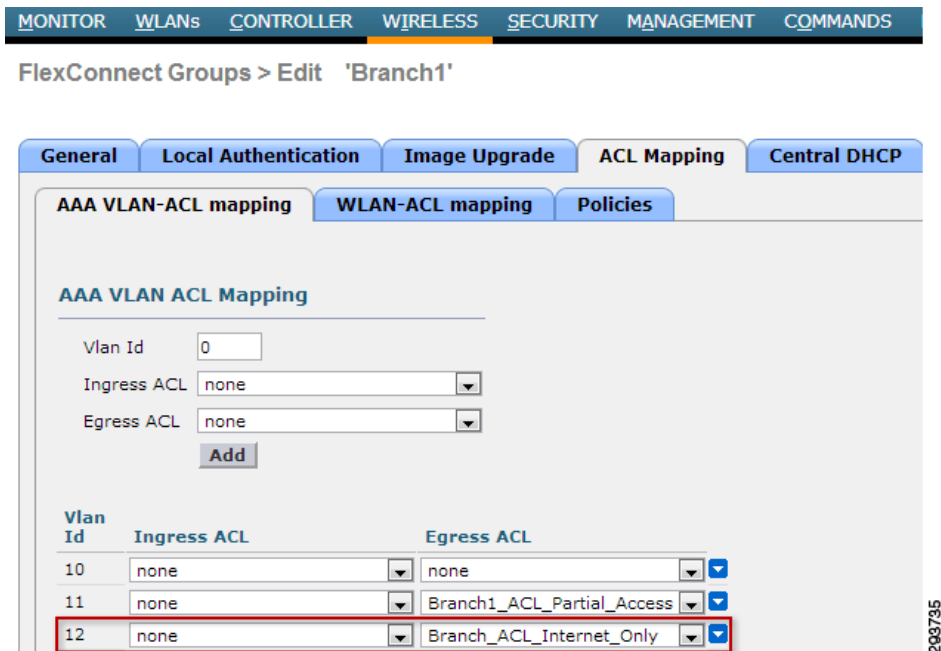 MONITOR WLANs CONTROLLER WIRELESS SECURITY MANAGEMENT COMMANDS
FlexConnect Groups > Edit 'Branch1'
General Local Authentication Image Upgrade ACL Mapping Central DHCP
AAA VLAN-ACL mapping WLAN-ACL mapping Policies
AAA VLAN ACL Mapping
Vlan Id 0
Ingress ACL none
Egress ACL none
Add
Vlan
Id Ingress ACL Egress ACL
10 none none
11 none Branch1_ACL_Partial_Access
12 none Branch_ACL_Internet_Only
293735